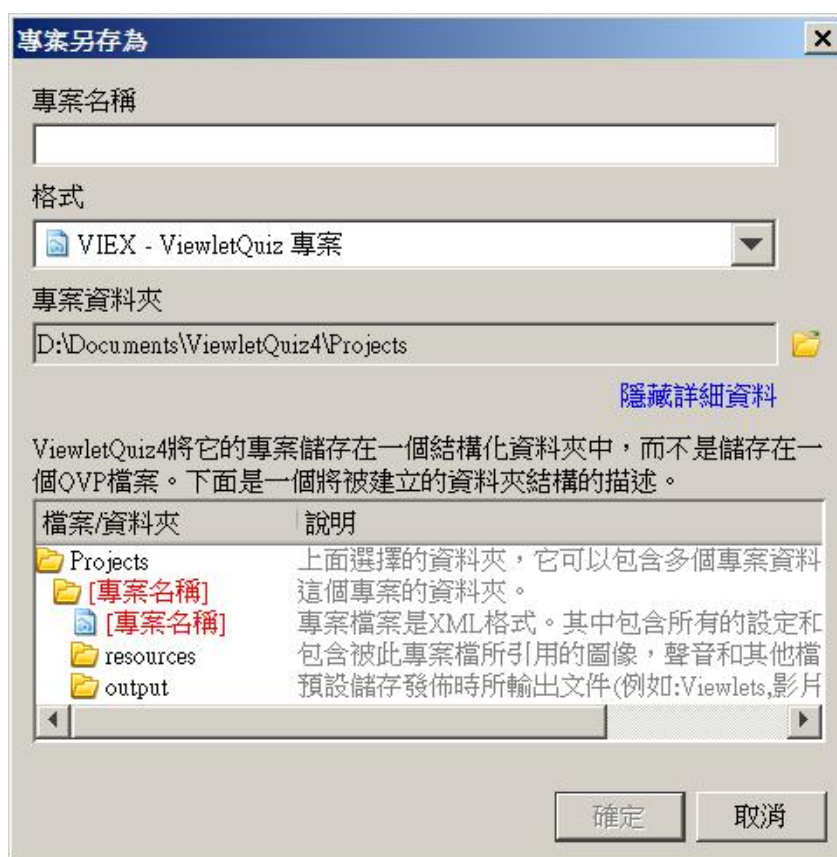 專案另存為
專案名稱
格式
VIEX - ViewletQuiz 專案
專案資料夾
D:\Documents\ViewletQuiz4\Projects
隱藏詳細資料
ViewletQuiz4將它的專案儲存在一個結構化資料夾中，而不是儲存在一
個QVP檔案。下面是一個將被建立的資料夾結構的描述。
檔案/資料夾 說明
Projects 上面選擇的資料夾，它可以包含多個專案資料
[專案名稱] 這個專案的資料夾。
[專案名稱] 專案檔案是XML格式。其中包含所有的設定和
resources 包含被此專案檔所引用的圖像，聲音和其他檔
output 預設儲存發佈時所輸出文件(例如:Viewlets,影片
確定 取消